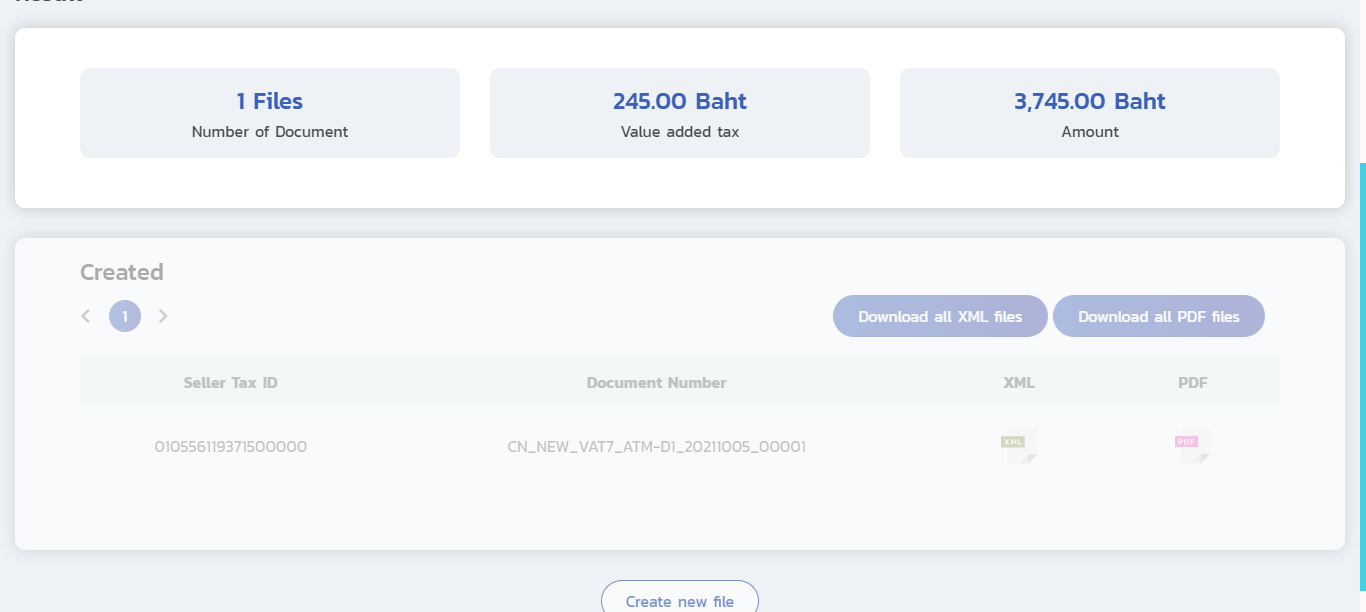 Result
1 Files
Number of Document
245.00 Baht
Value added tax
3,745.00 Baht
Amount
Created
1
Download all XML files
Download all PDF files
Seller Tax ID
Document Number
XML
PDF
010556119371500000
CN_NEW_VAT7_ATM-D1_20211005_00001
XML
PDF
Create new file